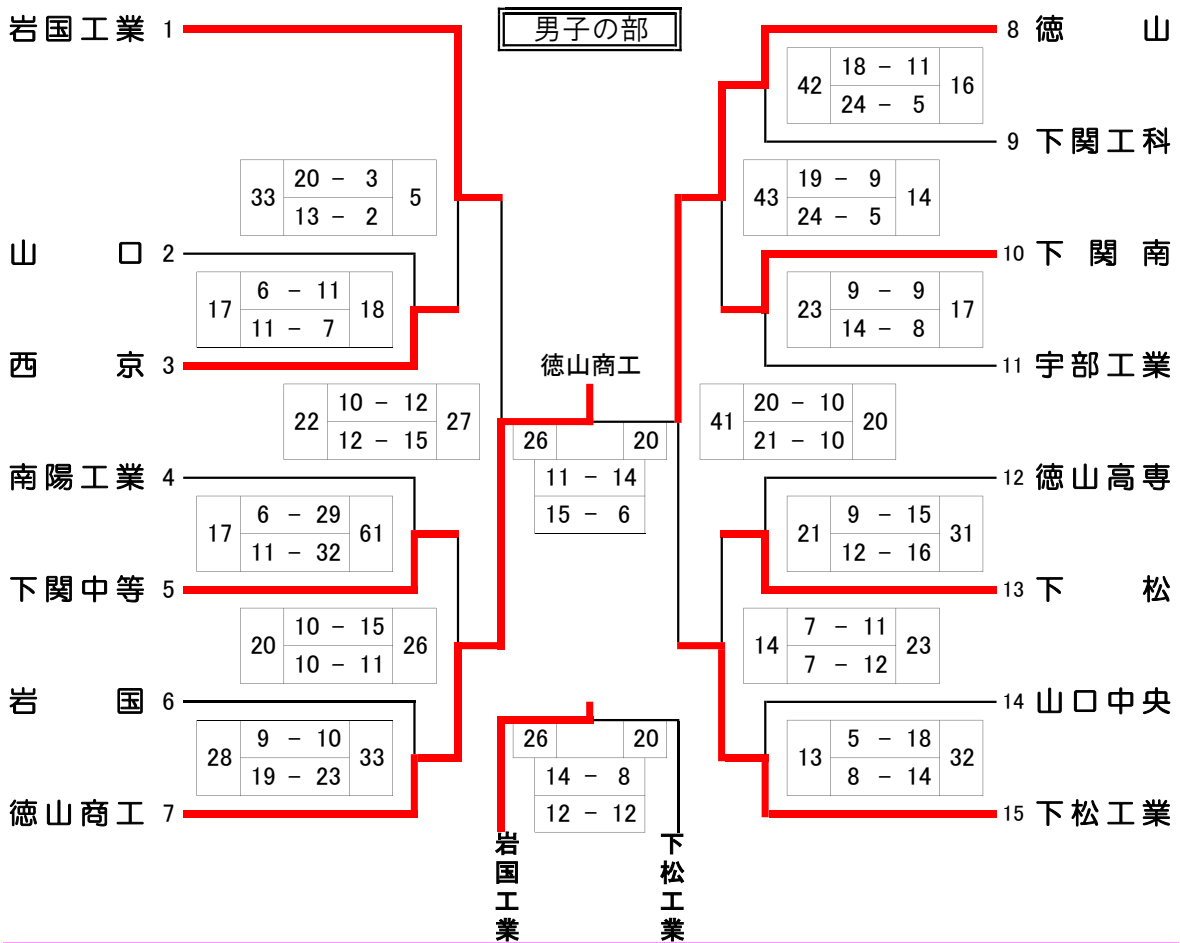 男子の部
岩国工業 1
33 20 - 3 5
13 - 2
山口 2
17 6 - 11 18
11 - 7
西京 3
22 10 - 12 27
12 - 15
南陽工業 4
17 6 - 29 61
11 - 32
下関中等 5
20 10 - 15 26
10 - 11
岩国 6
28 9 - 10 33
19 - 23
徳山商工 7
徳山商工
26 20
11 - 14
15 - 6
26 20
14 - 8
12 - 12
岩国工業
下松工業
8 徳山
42 18 - 11 16
24 - 5
9 下関工科
43 19 - 9 14
24 - 5
10 下関南
23 9 - 9 17
14 - 8
11 宇部工業
41 20 - 10 20
21 - 10
12 徳山高専
21 9 - 15 31
12 - 16
13 下松
14 7 - 11 23
7 - 12
14 山口中央
13 5 - 18 32
8 - 14
15 下松工業